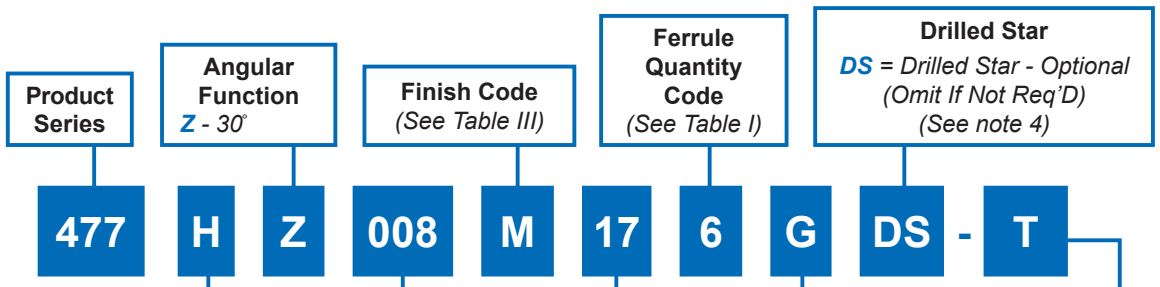 Product
Series
Angular
Function
Z - 30°
Finish Code
(See Table III)
Ferrule
Quantity
Code
(See Table I)
Drilled Star
DS = Drilled Star - Optional
(Omit If Not Req’D)
(See note 4)
477 H Z 008 M 17 6 G DS - T